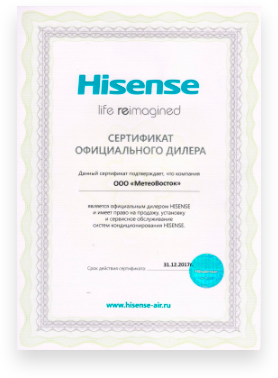 Hisense
life reimagined
СЕРТИФИКАТ
ОФИЦИАЛЬНОГО ДИЛЕРА
Данный сертификат подтверждает, что компания
ООО «МетеоВосток»
является официальным дилером HISENSE
и имеет право на продажу, установку
и сервисное обслуживание
систем кондиционирования HISENSE.
Срок действия сертификата
31.12.2017г
Hisense
www.hisense-air.ru